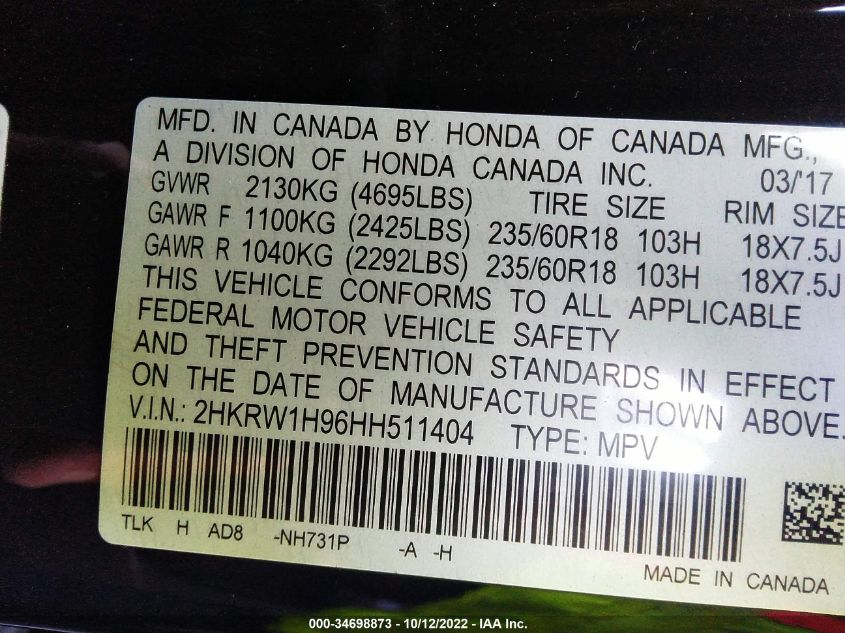 MFD. IN CANADA BY HONDA OF CANADA MFG.,
A DIVISION OF HONDA CANADA INC. 03/'17
GVWR 2130KG (4695LBS) TIRE SIZE RIM SIZE
GAWR F 1100KG (2425LBS) 235/60R18 103H 18X7.5J
GAWR R 1040KG (2292LBS) 235/60R18 103H 18X7.5J
THIS VEHICLE CONFORMS TO ALL APPLICABLE
FEDERAL MOTOR VEHICLE SAFETY
AND THEFT PREVENTION STANDARDS IN EFFECT
ON THE DATE OF MANUFACTURE SHOWN ABOVE.
V.I.N.: 2HKRW1H96HH511404 TYPE: MPV
TLK H AD8 -NH731P -A -H
MADE IN CANADA
000-34698873 - 10/12/2022 - IAA Inc.